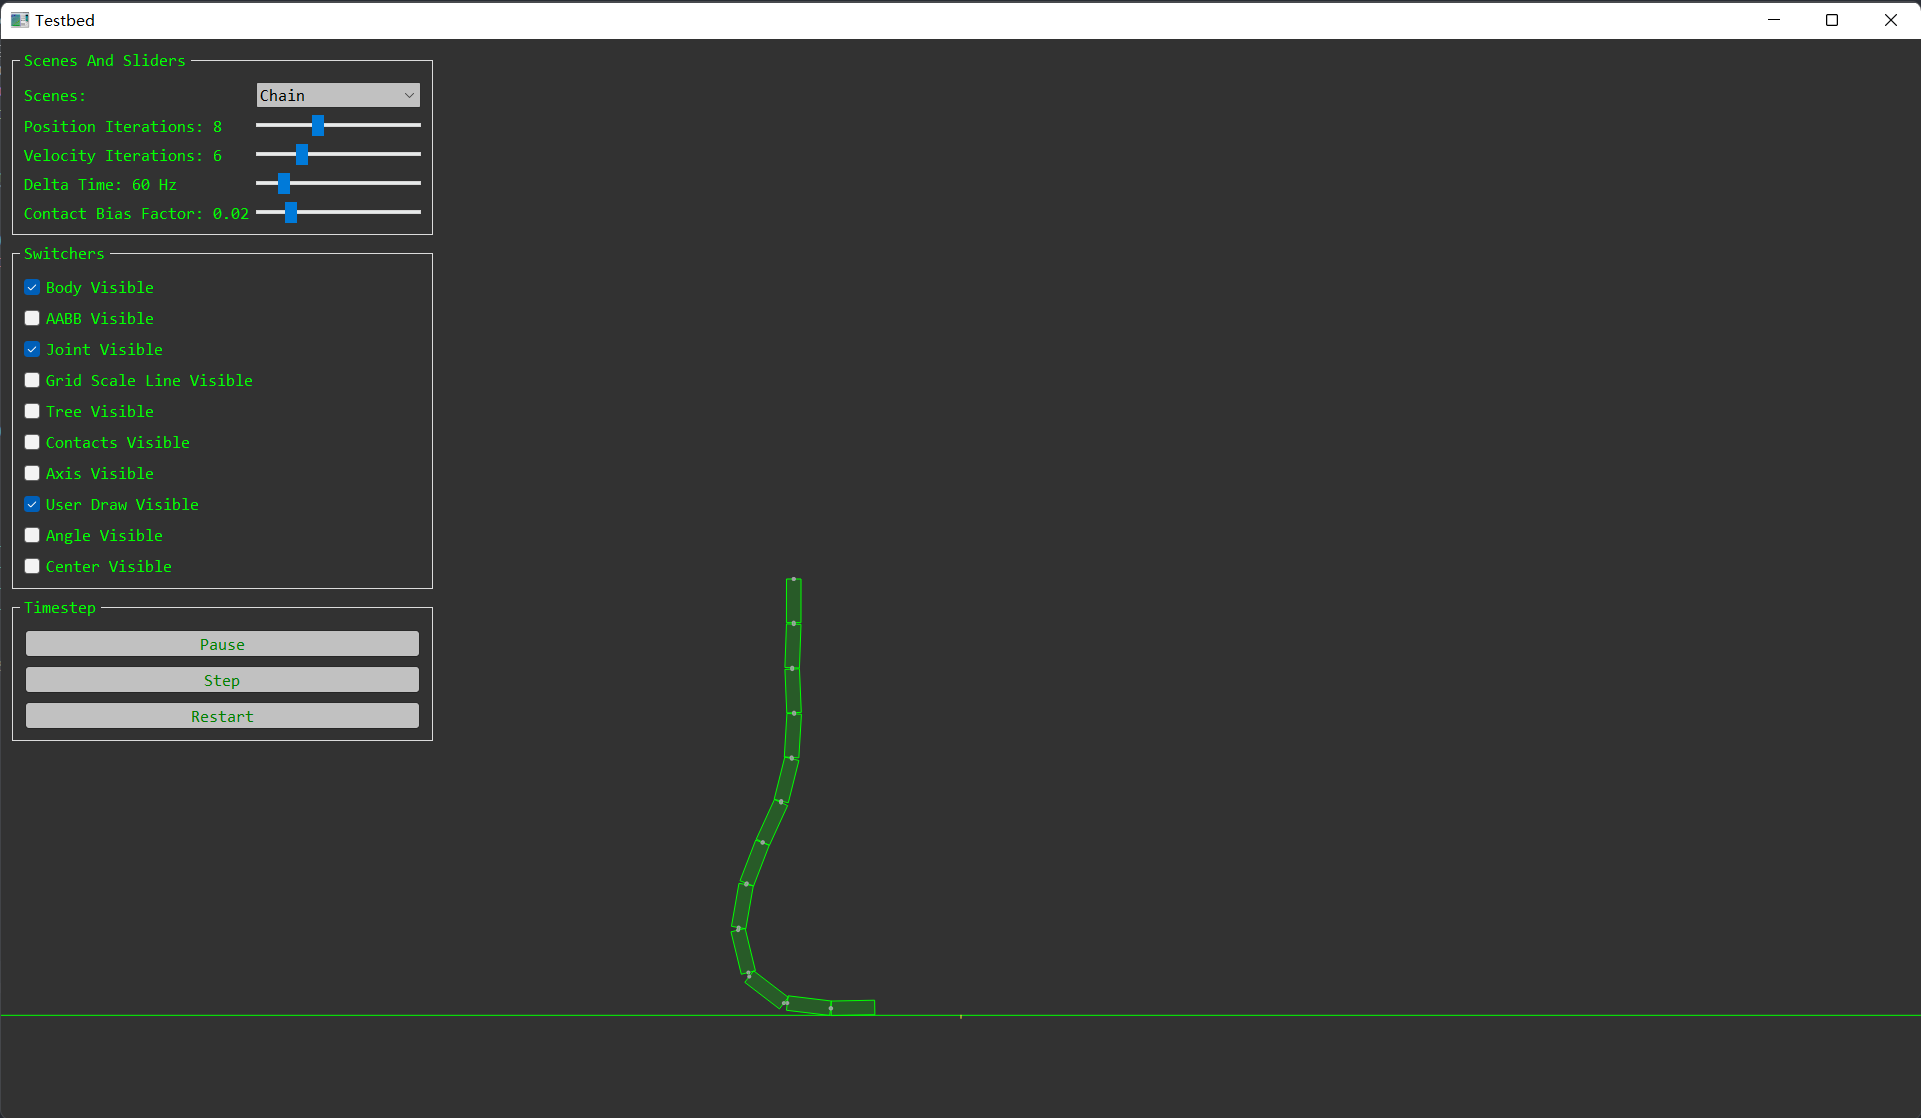 Testbed
Scenes And Sliders
Scenes: Chain
Position Iterations: 8
Velocity Iterations: 6
Delta Time: 60 Hz
Contact Bias Factor: 0.02
Switchers
Body Visible
AABB Visible
Joint Visible
Grid Scale Line Visible
Tree Visible
Contacts Visible
Axis Visible
User Draw Visible
Angle Visible
Center Visible
Timestep
Pause
Step
Restart